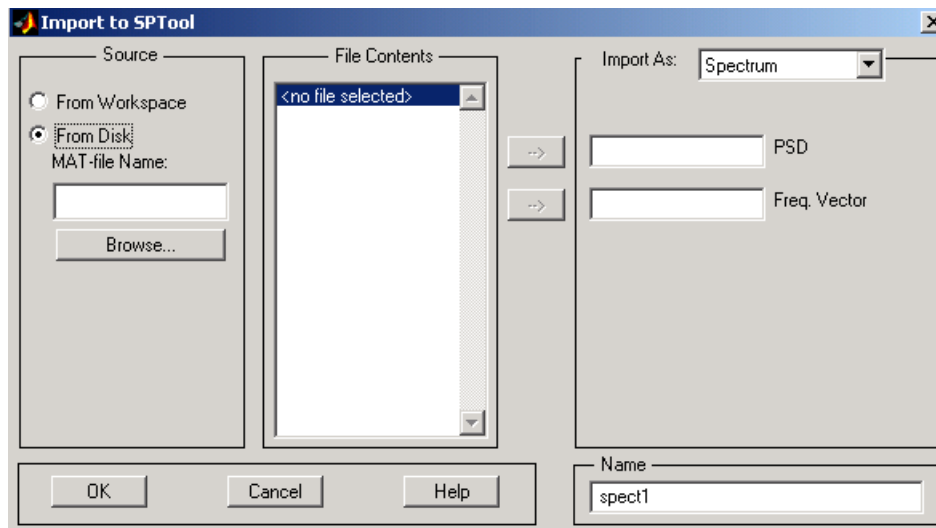 Import to SPTool
Source
From Workspace
From Disk
MAT-file Name:
Browse...
File Contents
<no file selected>
-->
-->
Import As: Spectrum
PSD
Freq. Vector
OK Cancel Help
Name
spect1